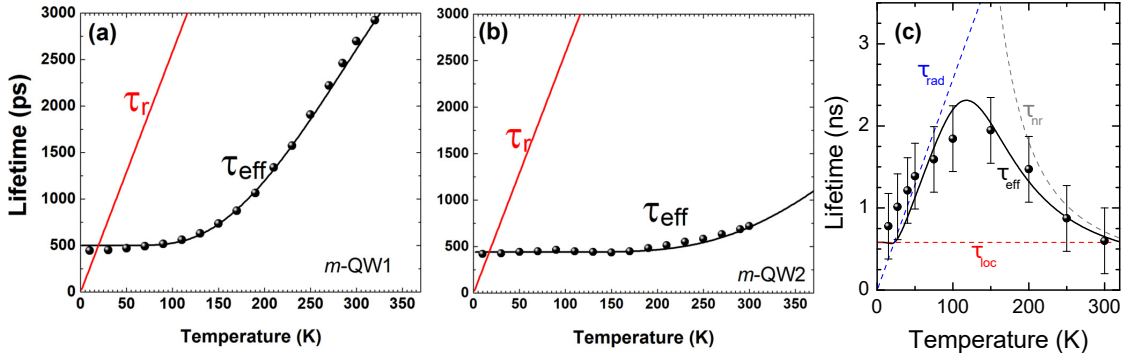 (a)
(b)
(c)
Lifetime (ps)
3000
2500
2000
1500
1000
500
0
τr
τeff
m-QW1
0 50 100 150 200 250 300 350
Temperature (K)
3000
2500
2000
1500
1000
500
0
τr
τeff
m-QW2
0 50 100 150 200 250 300 350
Temperature (K)
Lifetime (ns)
3
2
1
0
τrad
τnr
τeff
τloc
0 100 200 300
Temperature (K)